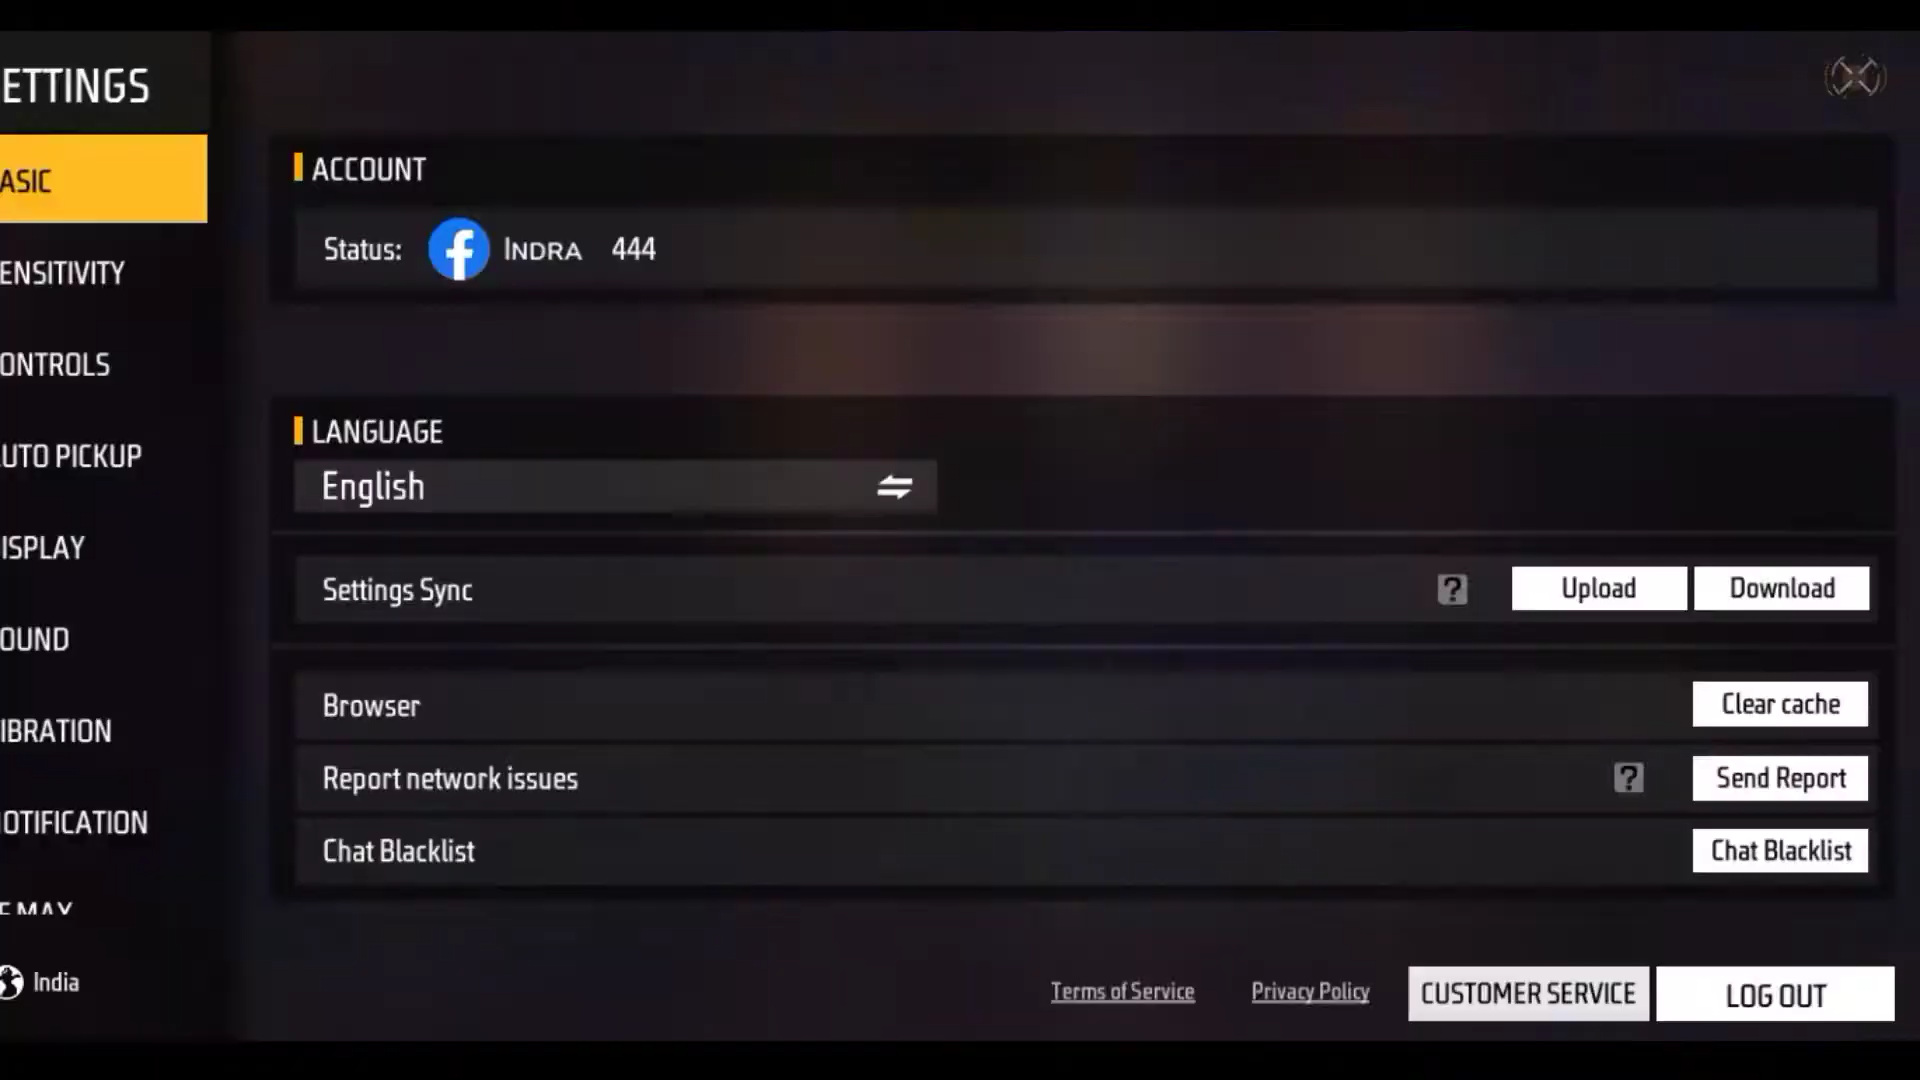 ETTINGS
ASIC
ENSITIVITY
ONTROLS
UTO PICKUP
ISPLAY
OUND
IBRATION
OTIFICATION
F MAX
India
ACCOUNT
Status: Indra 444
LANGUAGE
English
Settings Sync ? Upload Download
Browser Clear cache
Report network issues ? Send Report
Chat Blacklist Chat Blacklist
Terms of Service Privacy Policy CUSTOMER SERVICE LOG OUT